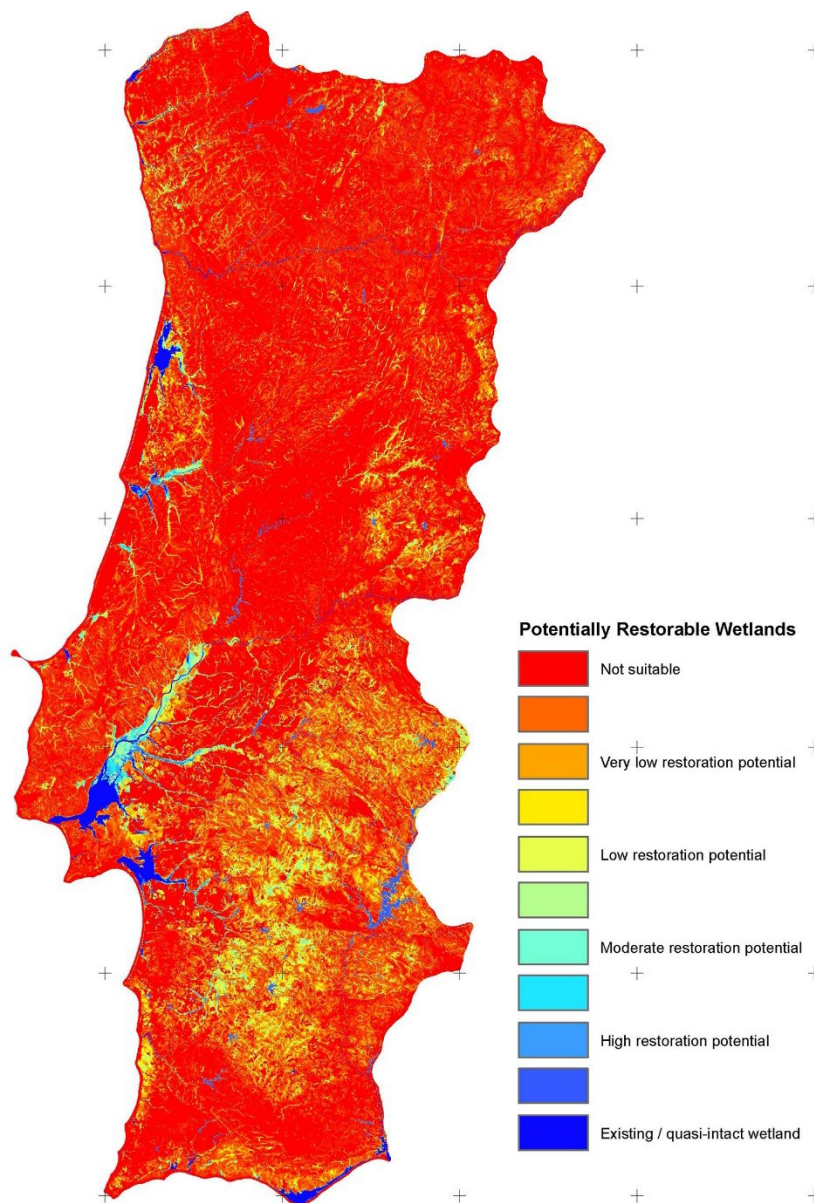 Potentially Restorable Wetlands
Not suitable
Very low restoration potential
Low restoration potential
Moderate restoration potential
High restoration potential
Existing / quasi-intact wetland